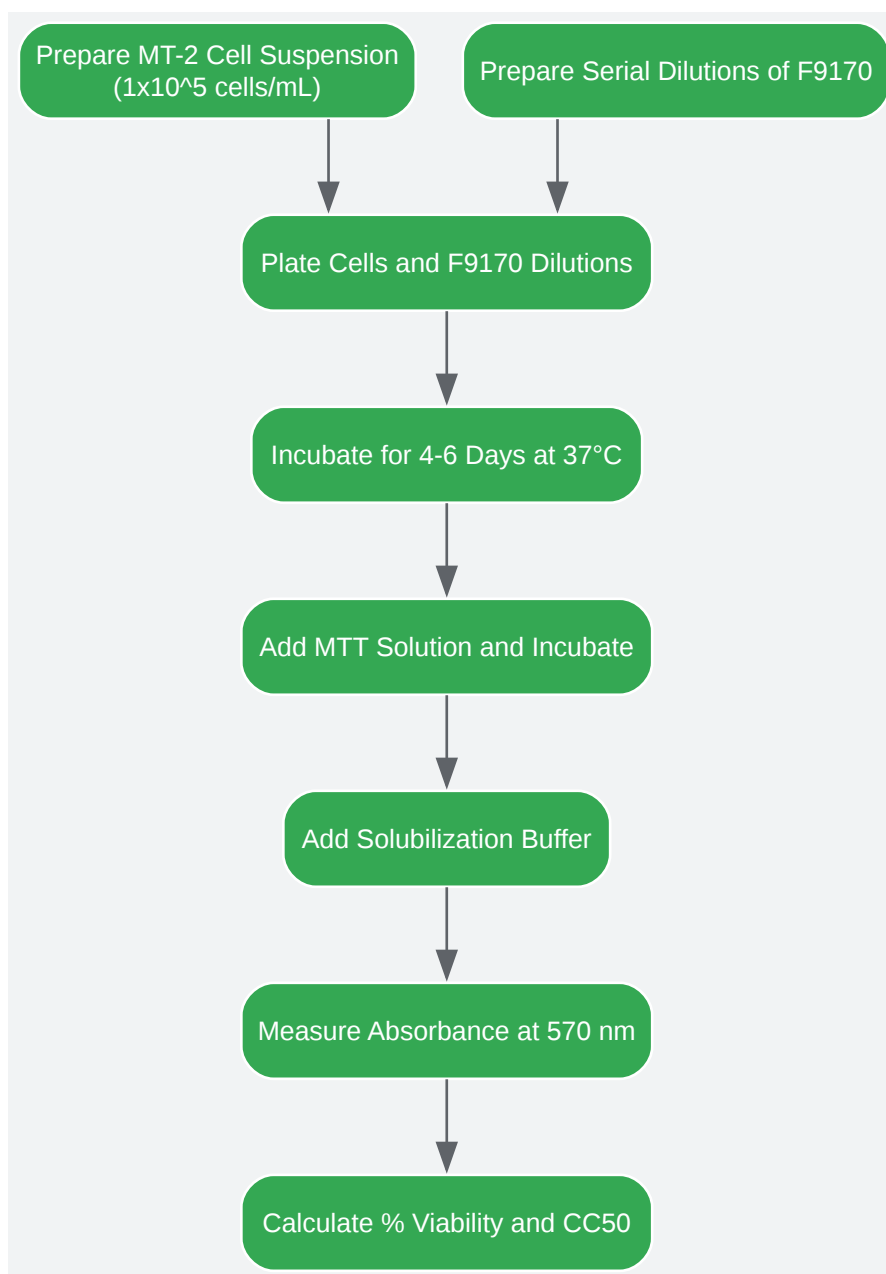 Prepare MT-2 Cell Suspension
(1x10^5 cells/mL)
Prepare Serial Dilutions of F9170
Plate Cells and F9170 Dilutions
Incubate for 4-6 Days at 37°C
Add MTT Solution and Incubate
Add Solubilization Buffer
Measure Absorbance at 570 nm
Calculate % Viability and CC50